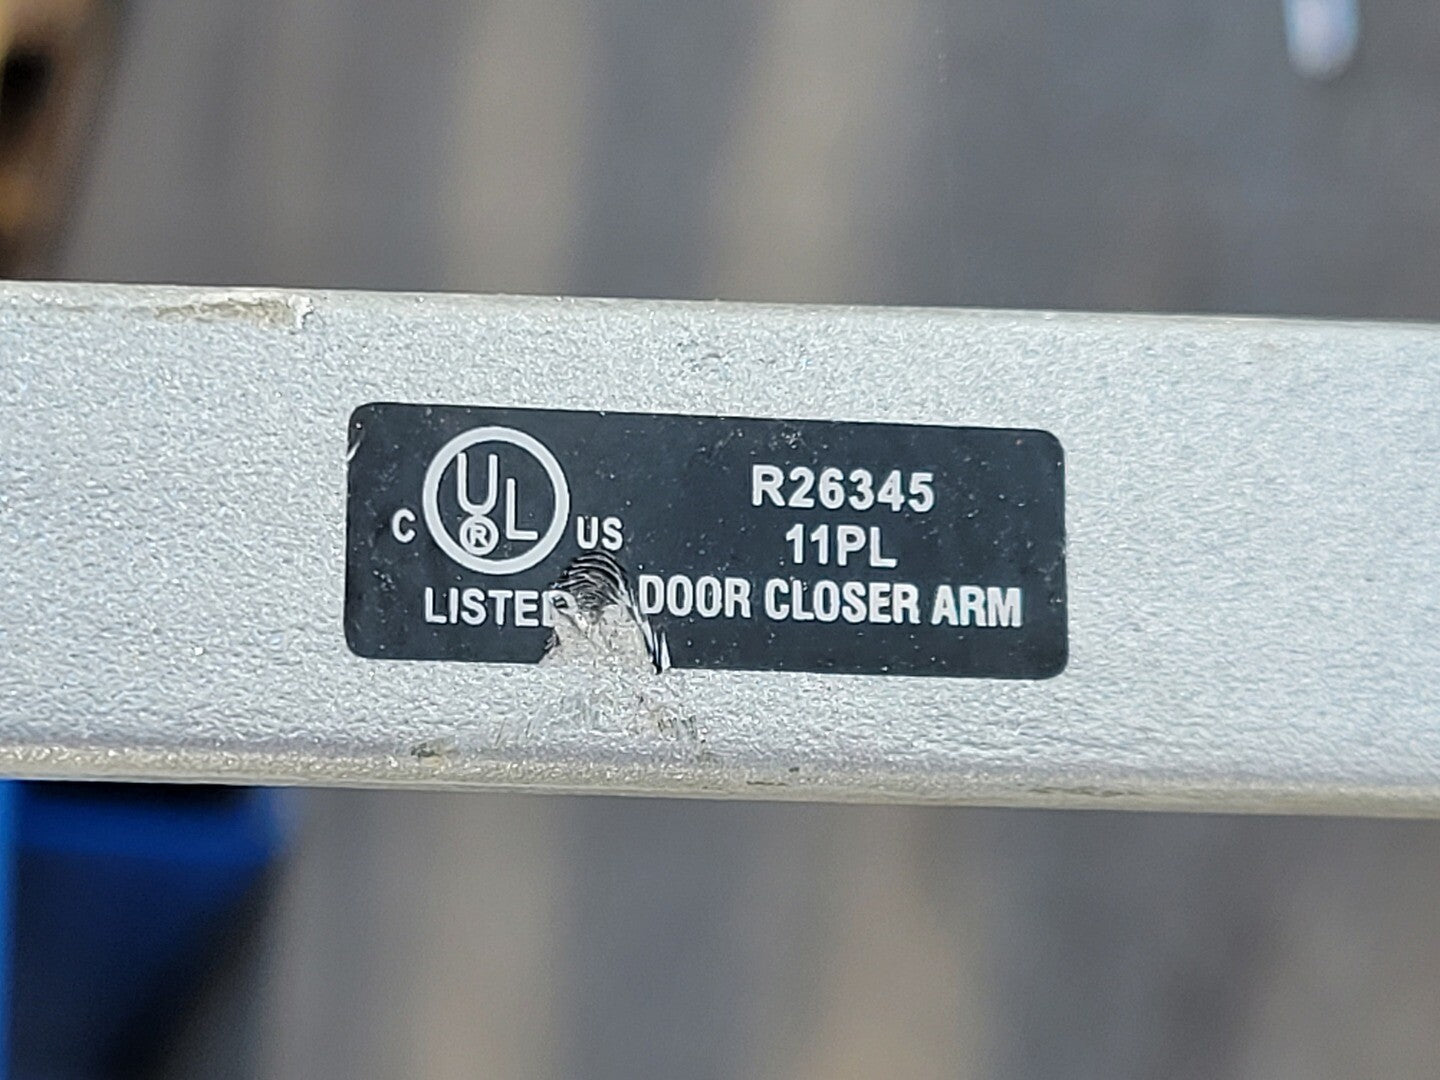 C UL® US
LISTED
R26345
11PL
DOOR CLOSER ARM